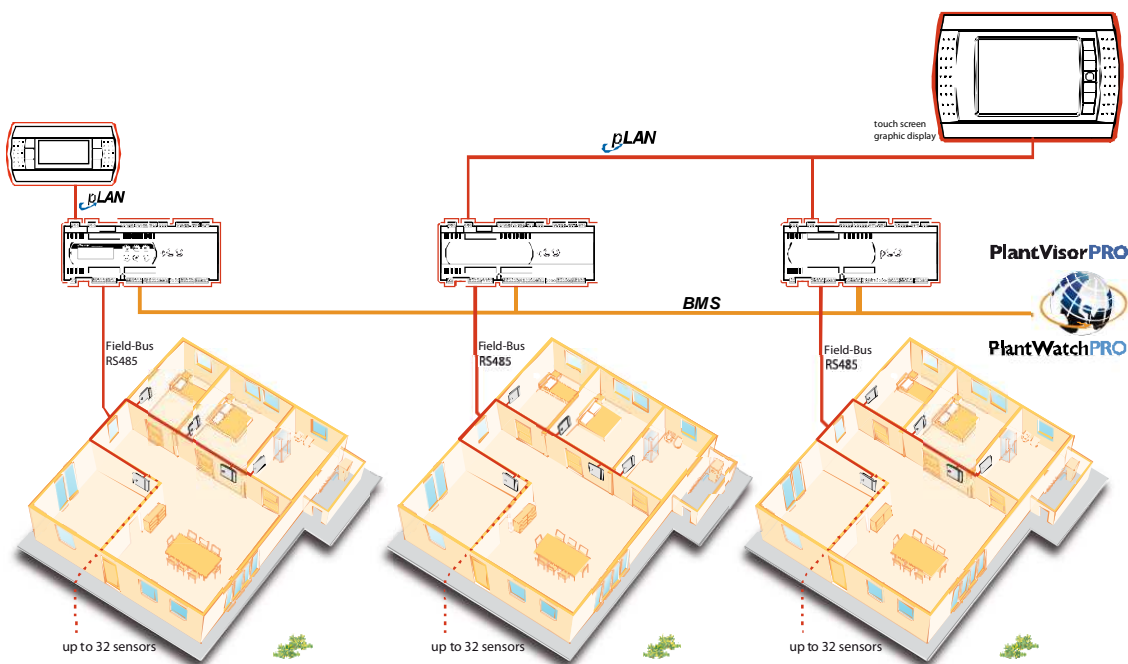 touch screen
graphic display
pLAN
pLAN
PlantVisorPRO
BMS
PlantWatchPRO
Field-Bus
RS485
Field-Bus
RS485
Field-Bus
RS485
up to 32 sensors
up to 32 sensors
up to 32 sensors